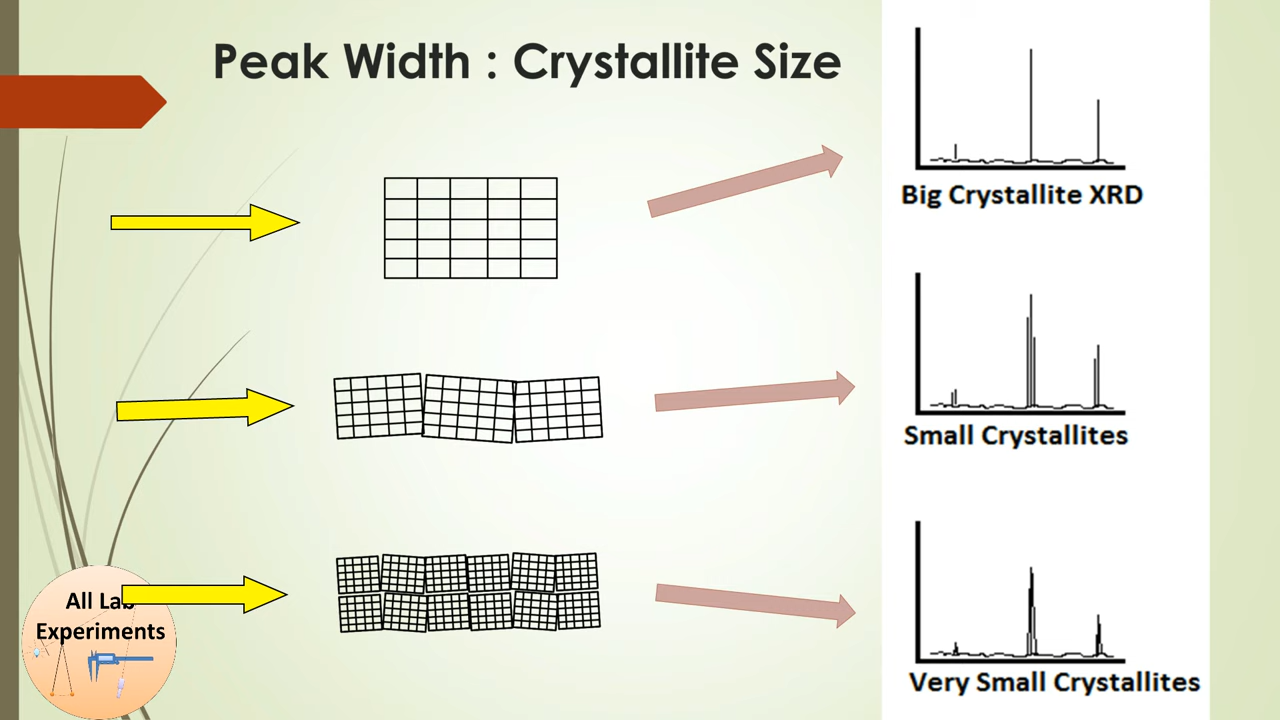 Peak Width : Crystallite Size
Big Crystallite XRD
Small Crystallites
Very Small Crystallites
All Lab
Experiments